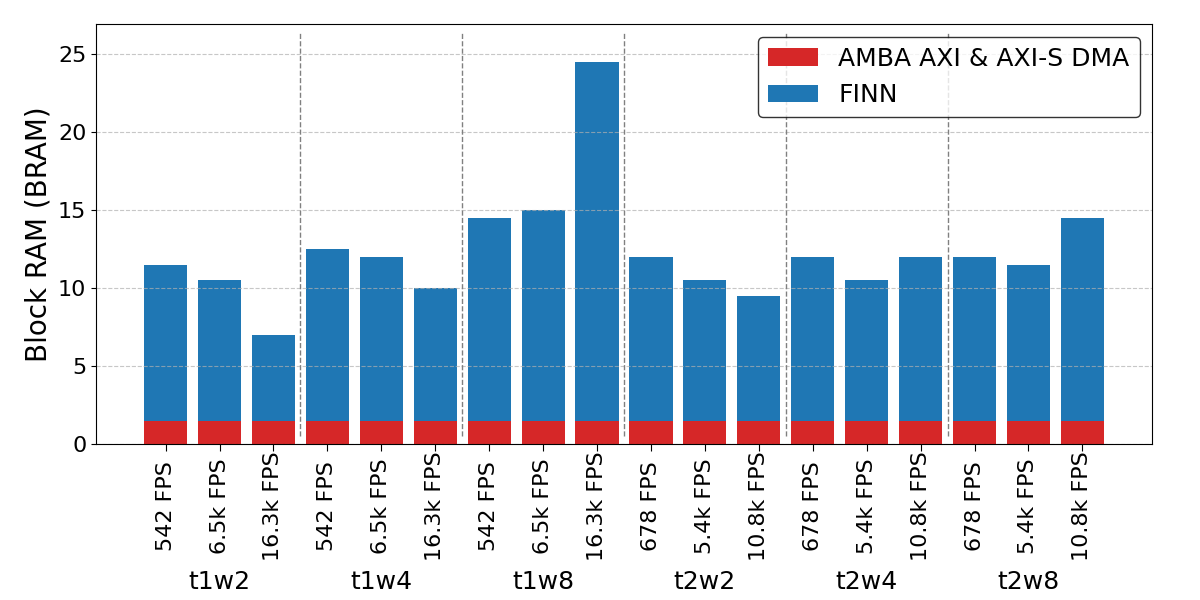 AMBA AXI & AXI-S DMA
FINN
Block RAM (BRAM)
25
20
15
10
5
0
542 FPS
6.5k FPS
16.3k FPS
542 FPS
6.5k FPS
16.3k FPS
542 FPS
6.5k FPS
16.3k FPS
678 FPS
5.4k FPS
10.8k FPS
678 FPS
5.4k FPS
10.8k FPS
678 FPS
5.4k FPS
10.8k FPS
t1w2 t1w4 t1w8 t2w2 t2w4 t2w8